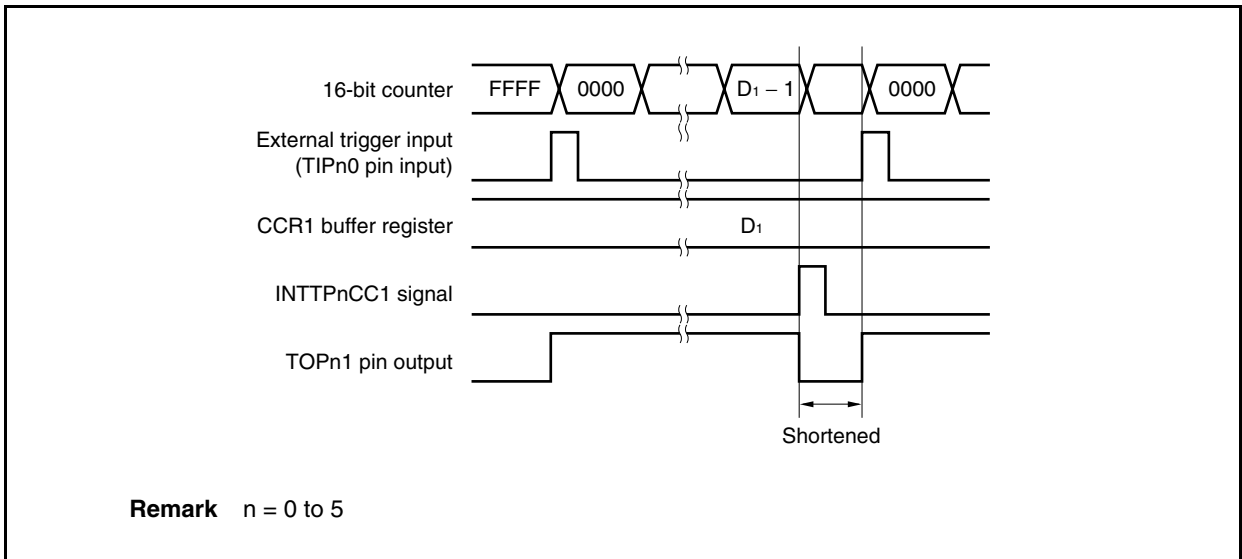 16-bit counter FFFF 0000 D₁ − 1 0000
External trigger input
(TIPn0 pin input)
CCR1 buffer register D₁
INTTPnCC1 signal
TOPn1 pin output
Shortened
Remark n = 0 to 5